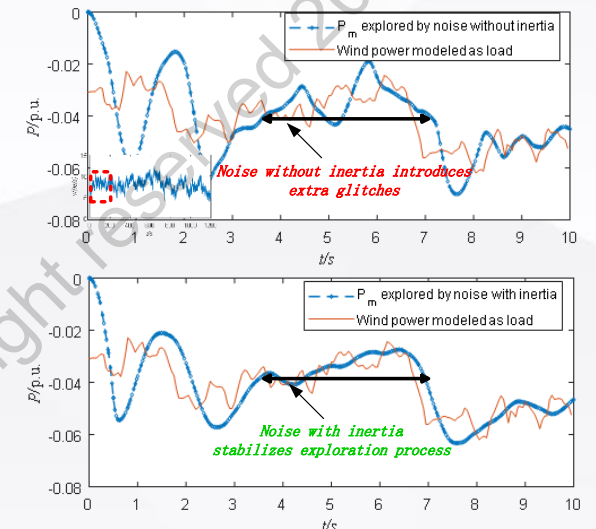 ght reserved 20
0
-0.02
-0.04
-0.06
-0.08
P/p.u.
P_m explored by noise without inertia
Wind power modeled as load
Noise without inertia introduces
extra glitches
0 1 2 3 4 5 6 7 8 9 10
t/s
0
-0.02
-0.04
-0.06
-0.08
P/p.u.
P_m explored by noise with inertia
Wind power modeled as load
Noise with inertia
stabilizes exploration process
0 1 2 3 4 5 6 7 8 9 10
t/s